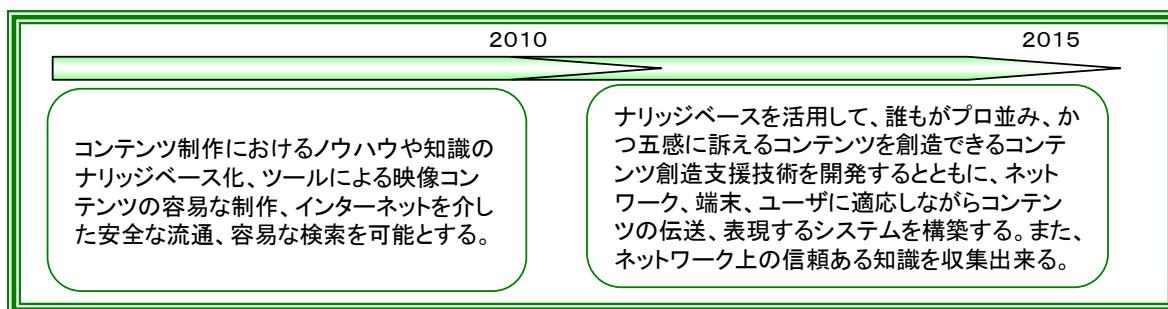 2010
2015
コンテンツ制作におけるノウハウや知識の
ナリッジベース化、ツールによる映像コン
テンツの容易な制作、インターネットを介し
た安全な流通、容易な検索を可能とする。
ナリッジベースを活用して、誰もがプロ並み、か
つ五感に訴えるコンテンツを創造できるコンテ
ンツ創造支援技術を開発するとともに、ネット
ワーク、端末、ユーザに適応しながらコンテン
ツの伝送、表現するシステムを構築する。また、
ネットワーク上の信頼ある知識を収集出来る。